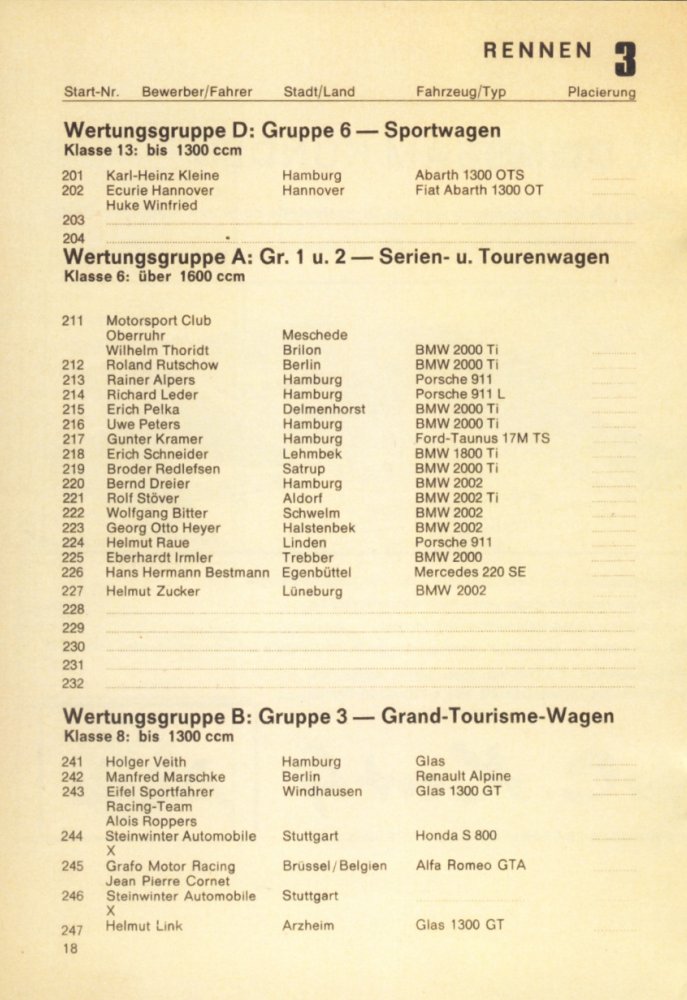 RENNEN 3
Start-Nr. Bewerber/Fahrer Stadt/Land Fahrzeug/Typ Placierung
Wertungsgruppe D: Gruppe 6 — Sportwagen
Klasse 13: bis 1300 ccm
201 Karl-Heinz Kleine Hamburg Abarth 1300 OTS
202 Ecurie Hannover Hannover Fiat Abarth 1300 OT
Huke Winfried
203
204
Wertungsgruppe A: Gr. 1 u. 2 — Serien- u. Tourenwagen
Klasse 6: über 1600 ccm
211 Motorsport Club
Oberruhr Meschede
Wilhelm Thoridt Brilon BMW 2000 Ti
212 Roland Rutschow Berlin BMW 2000 Ti
213 Rainer Alpers Hamburg Porsche 911
214 Richard Leder Hamburg Porsche 911 L
215 Erich Pelka Delmenhorst BMW 2000 Ti
216 Uwe Peters Hamburg BMW 2000 Ti
217 Gunter Kramer Hamburg Ford-Taunus 17M TS
218 Erich Schneider Lehmbek BMW 1800 Ti
219 Broder Redlefsen Satrup BMW 2000 Ti
220 Bernd Dreier Hamburg BMW 2002
221 Rolf Stöver Aldorf BMW 2002 Ti
222 Wolfgang Bitter Schwelm BMW 2002
223 Georg Otto Heyer Halstenbek BMW 2002
224 Helmut Raue Linden Porsche 911
225 Eberhardt Irmler Trebber BMW 2000
226 Hans Hermann Bestmann Egenbüttel Mercedes 220 SE
227 Helmut Zucker Lüneburg BMW 2002
228
229
230
231
232
Wertungsgruppe B: Gruppe 3 — Grand-Tourisme-Wagen
Klasse 8: bis 1300 ccm
241 Holger Veith Hamburg Glas
242 Manfred Marschke Berlin Renault Alpine
243 Eifel Sportfahrer Windhausen Glas 1300 GT
Racing-Team
Alois Roppers
244 Steinwinter Automobile Stuttgart Honda S 800
X
245 Grafo Motor Racing Brüssel/Belgien Alfa Romeo GTA
Jean Pierre Cornet
246 Steinwinter Automobile Stuttgart
X
247 Helmut Link Arzheim Glas 1300 GT
18